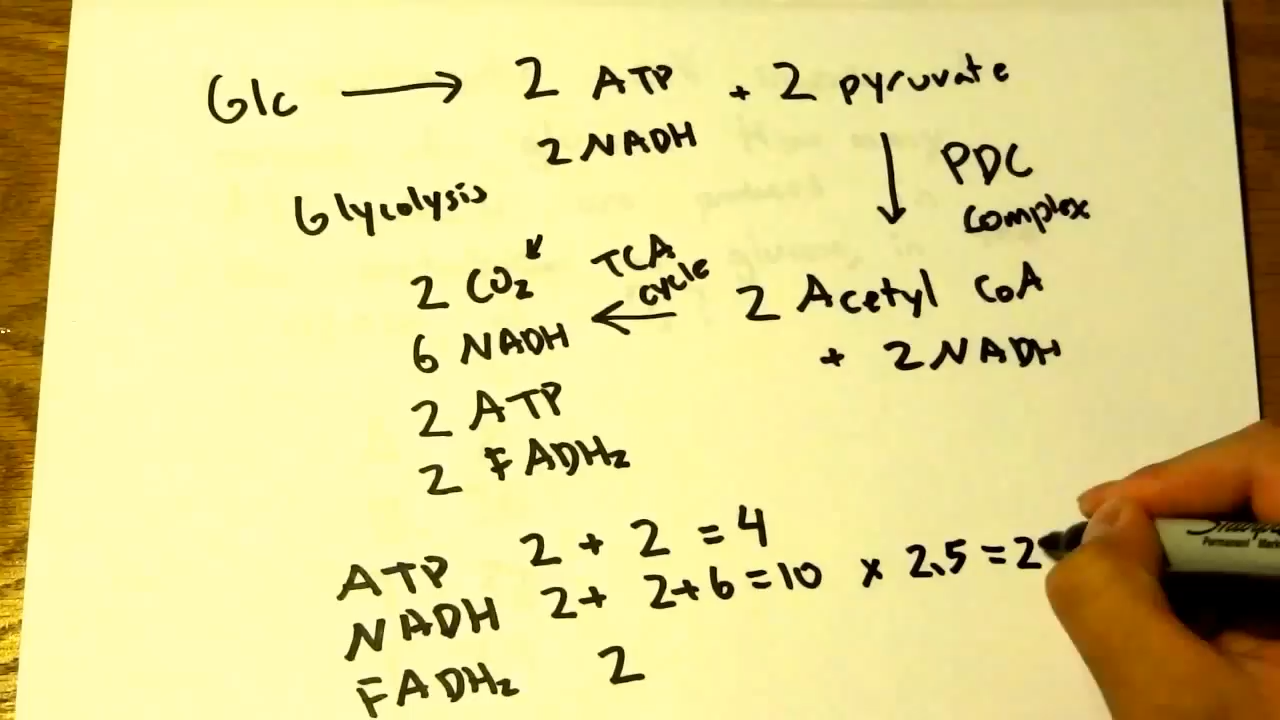 Glc → 2 ATP + 2 pyruvate
2 NADH
Glycolysis
PDC
complex
2 Acetyl CoA
+ 2 NADH
TCA
cycle
2 CO₂
6 NADH
2 ATP
2 FADH₂
ATP 2 + 2 = 4
NADH 2+ 2+6=10 x 2.5 = 2
FADH₂ 2
Permanent